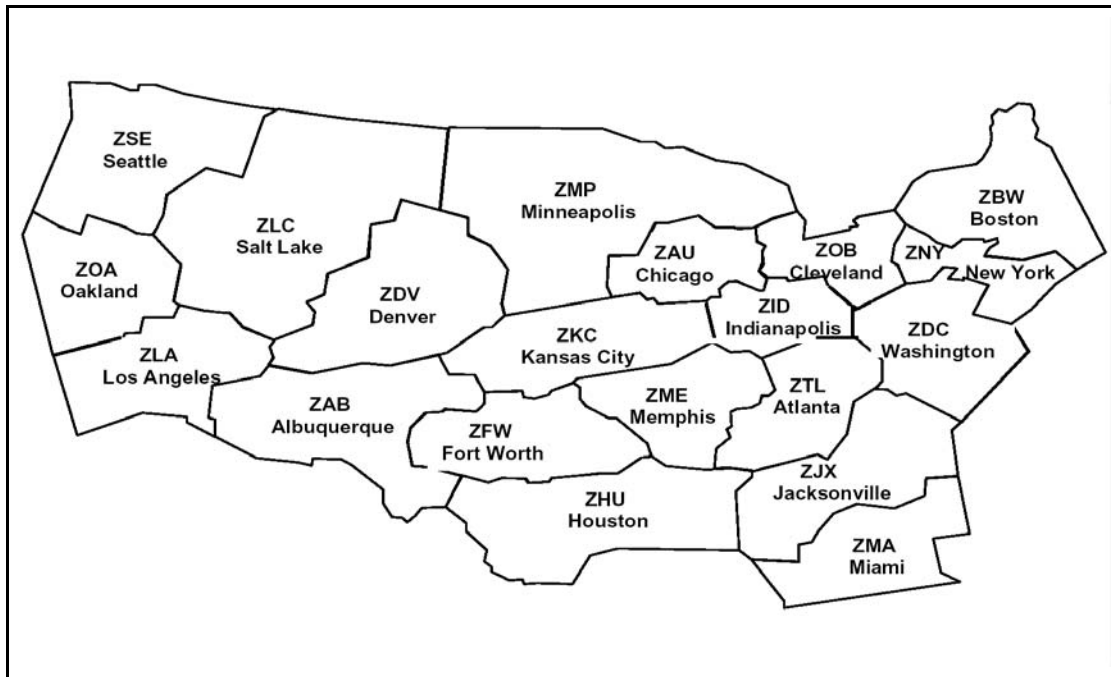 ZSE
Seattle
ZMP
Minneapolis
ZBW
Boston
ZLC
Salt Lake
ZAU
Chicago
ZOB
Cleveland
ZNY
New York
ZOA
Oakland
ZDV
Denver
ZID
Indianapolis
ZKC
Kansas City
ZDC
Washington
ZLA
Los Angeles
ZAB
Albuquerque
ZFW
Fort Worth
ZME
Memphis
ZTL
Atlanta
ZJX
Jacksonville
ZHU
Houston
ZMA
Miami